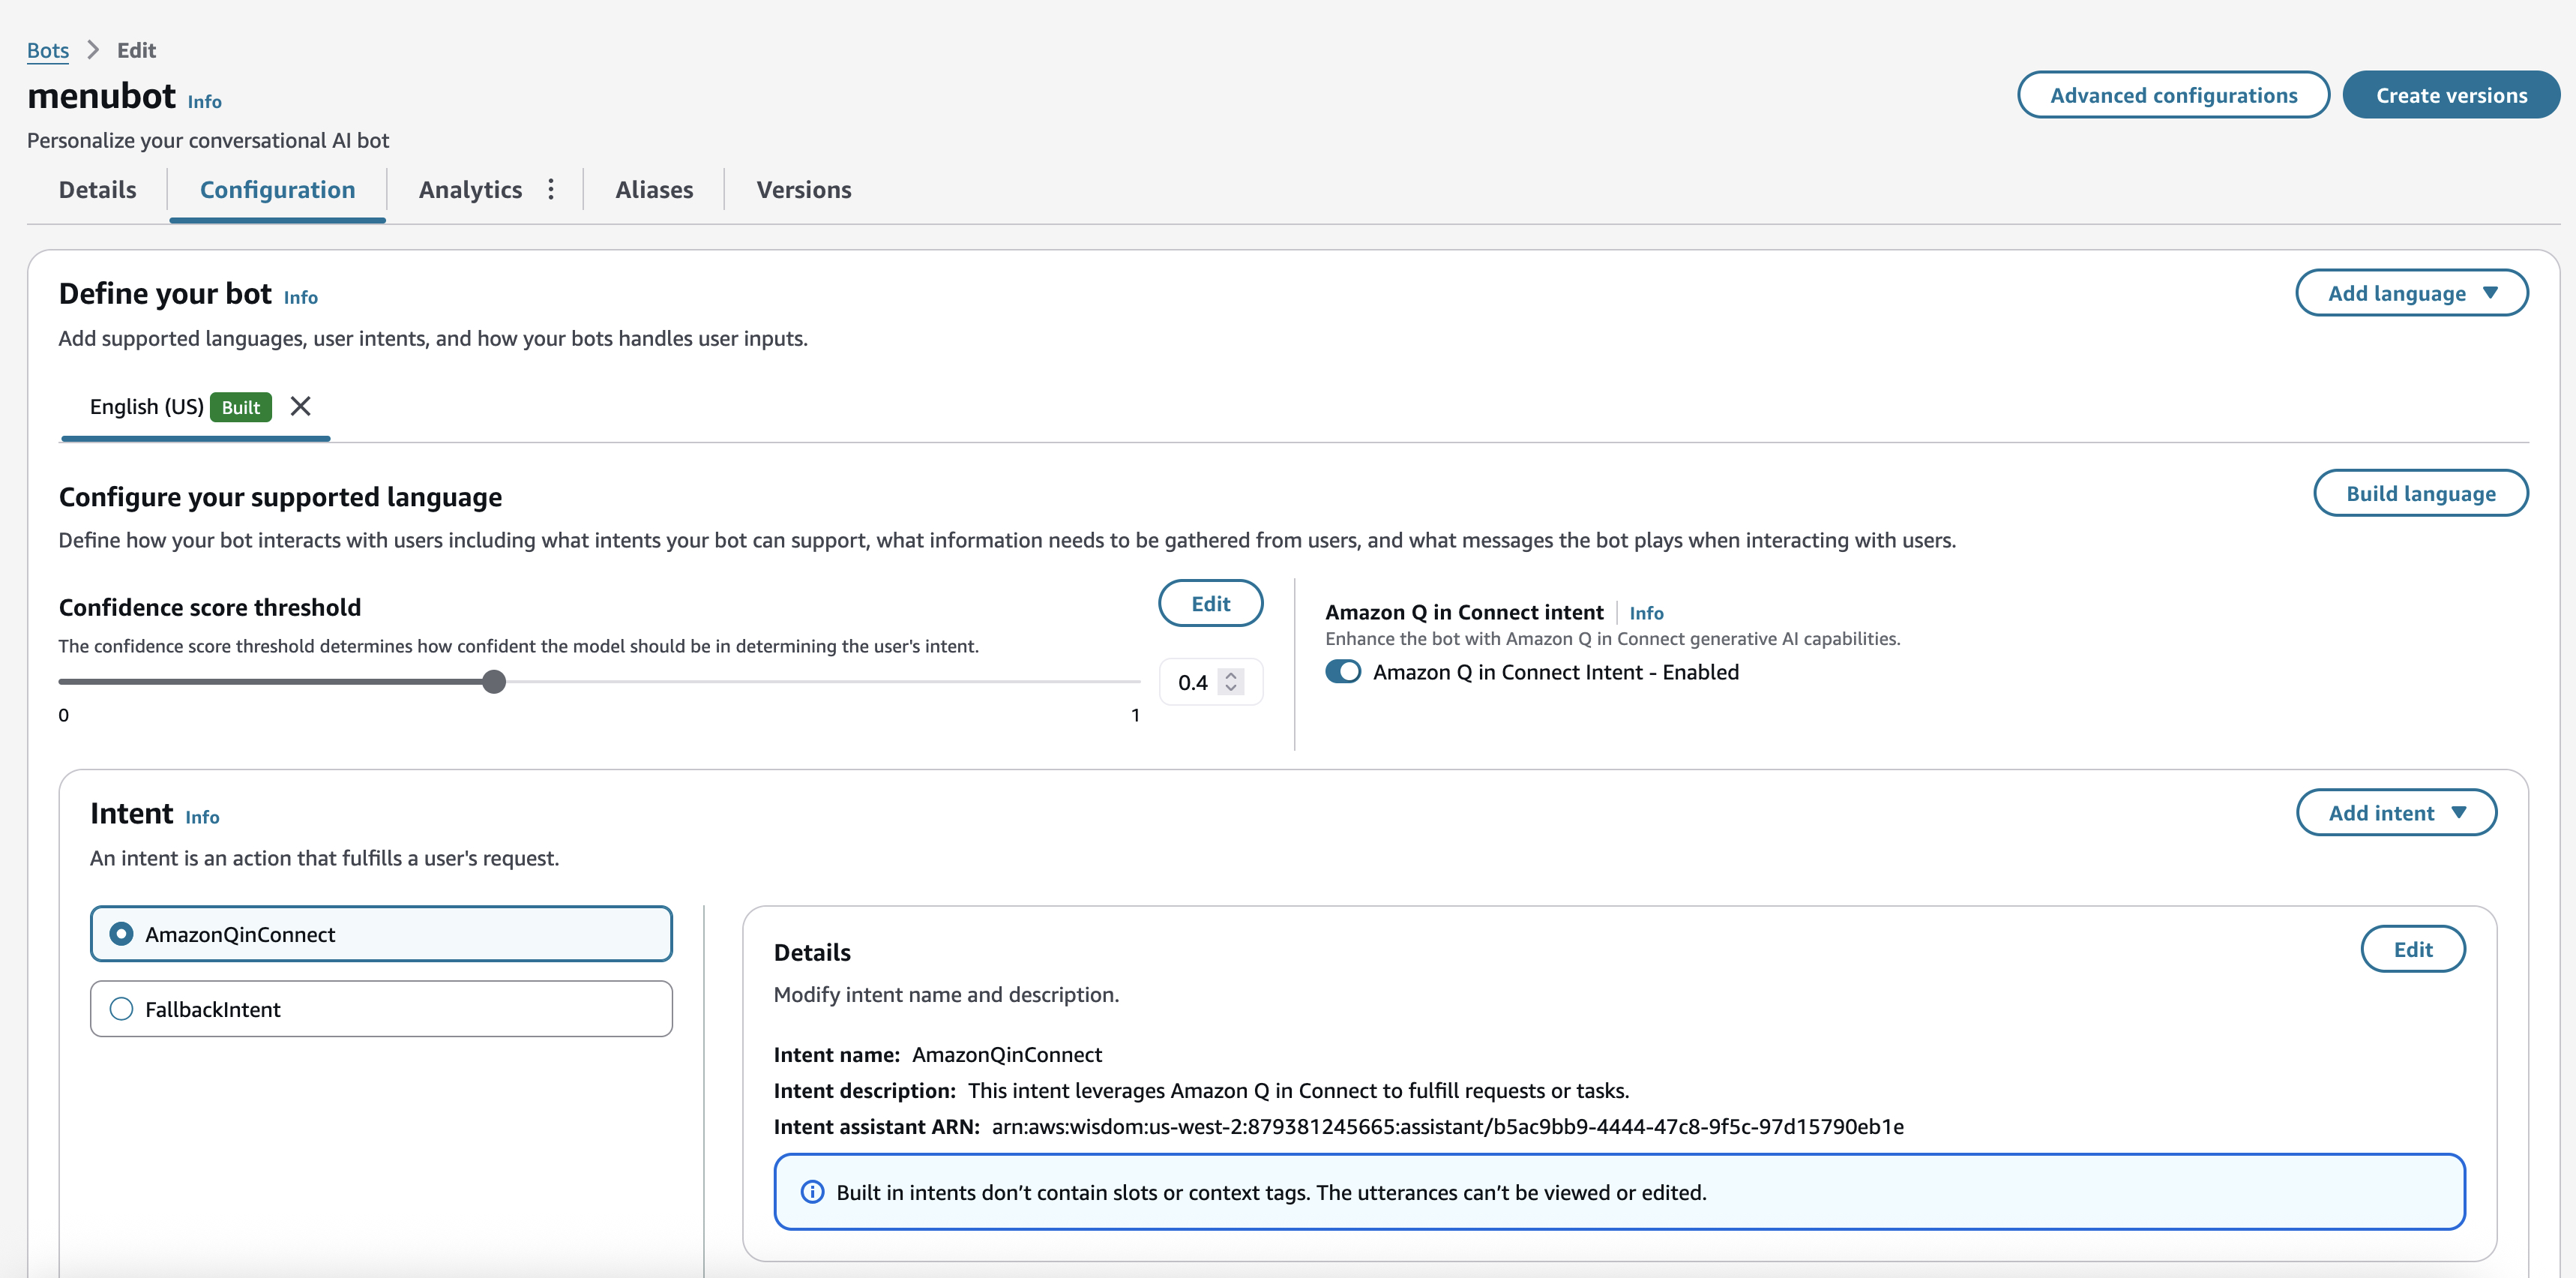 Bots > Edit
menubot Info
Advanced configurations
Create versions
Personalize your conversational AI bot
Details
Configuration
Analytics
Aliases
Versions
Define your bot Info
Add language
Add supported languages, user intents, and how your bots handles user inputs.
English (US) Built
Configure your supported language
Build language
Define how your bot interacts with users including what intents your bot can support, what information needs to be gathered from users, and what messages the bot plays when interacting with users.
Confidence score threshold
Edit
The confidence score threshold determines how confident the model should be in determining the user's intent.
0.4
0
1
Amazon Q in Connect intent Info
Enhance the bot with Amazon Q in Connect generative AI capabilities.
Amazon Q in Connect Intent - Enabled
Intent Info
Add intent
An intent is an action that fulfills a user's request.
AmazonQinConnect
FallbackIntent
Details
Edit
Modify intent name and description.
Intent name: AmazonQinConnect
Intent description: This intent leverages Amazon Q in Connect to fulfill requests or tasks.
Intent assistant ARN: arn:aws:wisdom:us-west-2:879381245665:assistant/b5ac9bb9-4444-47c8-9f5c-97d15790eb1e
Built in intents don’t contain slots or context tags. The utterances can’t be viewed or edited.